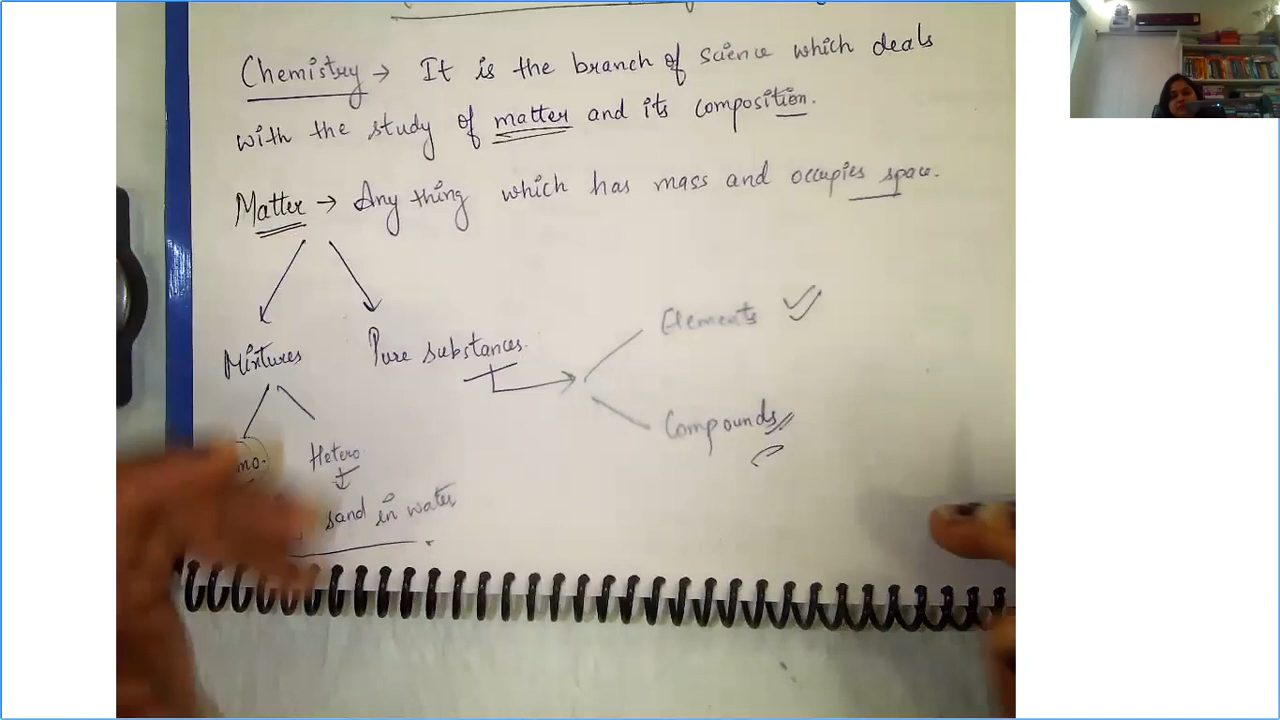 Chemistry → It is the branch of science which deals
with the study of matter and its composition.
Matter → Any thing which has mass and occupies space.
Elements
Mixtures
Pure substances.
Compounds
mo.
Hetero.
sand in water